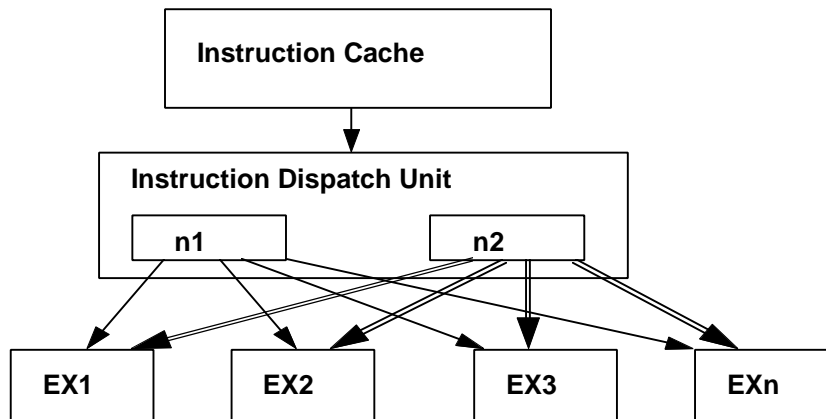 Instruction Cache
Instruction Dispatch Unit
n1 n2
EX1 EX2 EX3 EXn